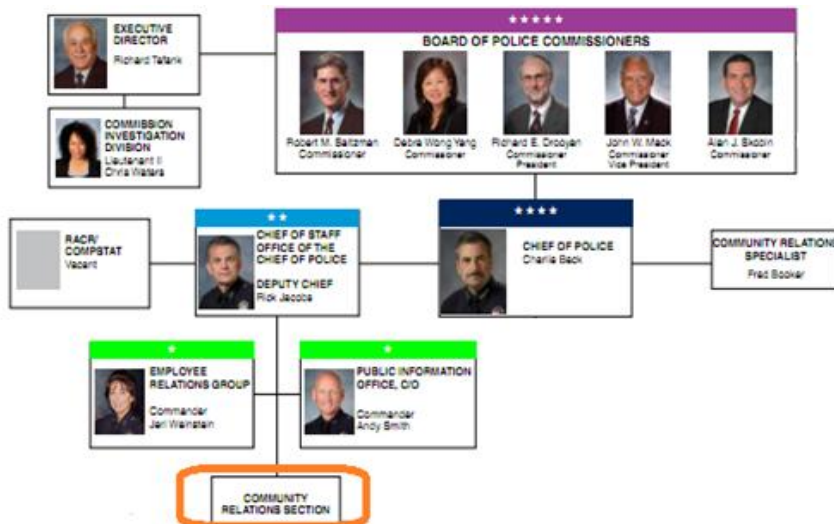 EXECUTIVE
DIRECTOR
Richard Tefank
BOARD OF POLICE COMMISSIONERS
Robert M. Saltzman
Commissioner
Debra Wong Yang
Commissioner
Richard E. Drooyan
Commissioner
President
John W. Mack
Commissioner
Vice President
Alan J. Skobin
Commissioner
COMMISSION
INVESTIGATION
DIVISION
Lieutenant II
Chris Waters
RACR/
COMPSTAT
Vacant
CHIEF OF STAFF
OFFICE OF THE
CHIEF OF POLICE
DEPUTY CHIEF
Rick Jacobs
CHIEF OF POLICE
Charlie Beck
COMMUNITY RELATIONS
SPECIALIST
Fred Booker
EMPLOYEE
RELATIONS GROUP
Commander
Jeri Weinstein
PUBLIC INFORMATION
OFFICE, C/O
Commander
Andy Smith
COMMUNITY
RELATIONS SECTION